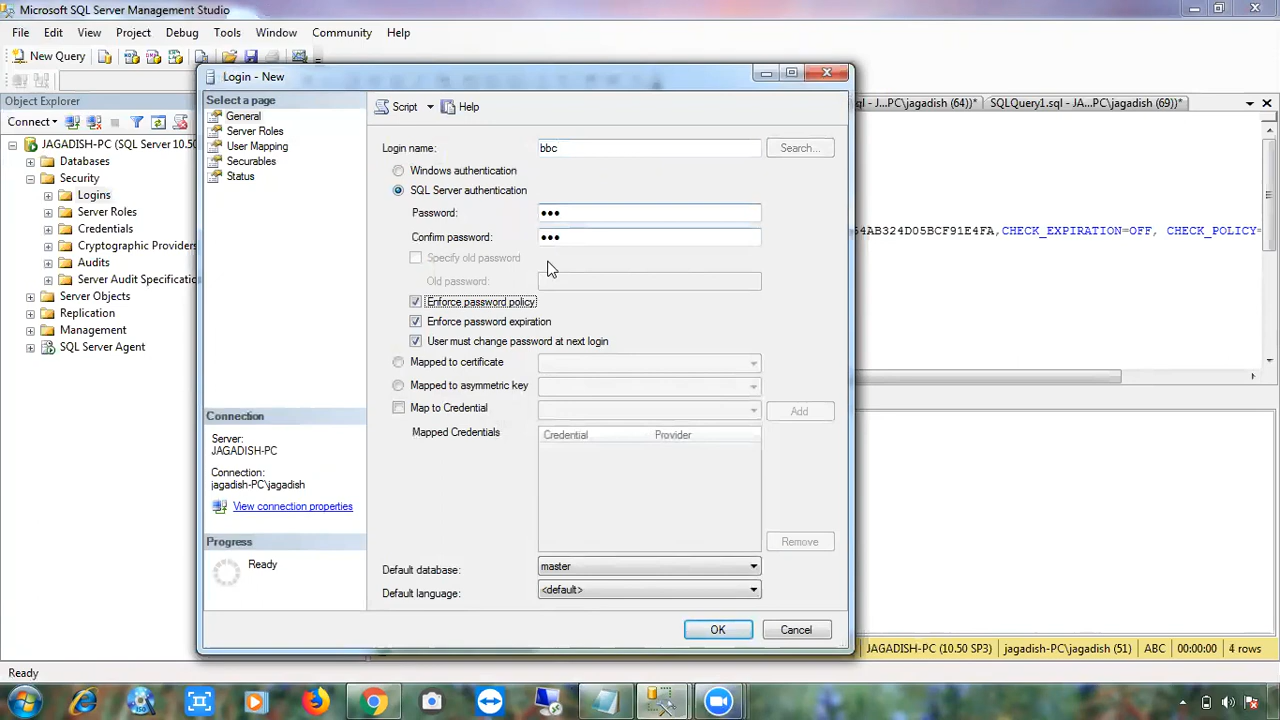 Microsoft SQL Server Management Studio
File Edit View Project Debug Tools Window Community Help
New Query
Object Explorer
Connect
JAGADISH-PC (SQL Server 10.50
Databases
Security
Logins
Server Roles
Credentials
Cryptographic Providers
Audits
Server Audit Specification
Server Objects
Replication
Management
SQL Server Agent
Login - New
Select a page
General
Server Roles
User Mapping
Securables
Status
Connection
Server:
JAGADISH-PC
Connection:
jagadish-PC\jagadish
View connection properties
Progress
Ready
Script Help
Login name: bbc Search...
Windows authentication
SQL Server authentication
Password: •••
Confirm password: •••
Specify old password
Old password:
Enforce password policy
Enforce password expiration
User must change password at next login
Mapped to certificate
Mapped to asymmetric key
Map to Credential Add
Mapped Credentials Credential Provider
Remove
Default database: master
Default language: <default>
OK Cancel
ql - J...PC\jagadish (64))* SQLQuery1.sql - JA...PC\jagadish (69))*
54AB324D05BCF91E4FA,CHECK_EXPIRATION=OFF, CHECK_POLICY=
JAGADISH-PC (10.50 SP3) jagadish-PC\jagadish (51) ABC 00:00:00 4 rows
Ready